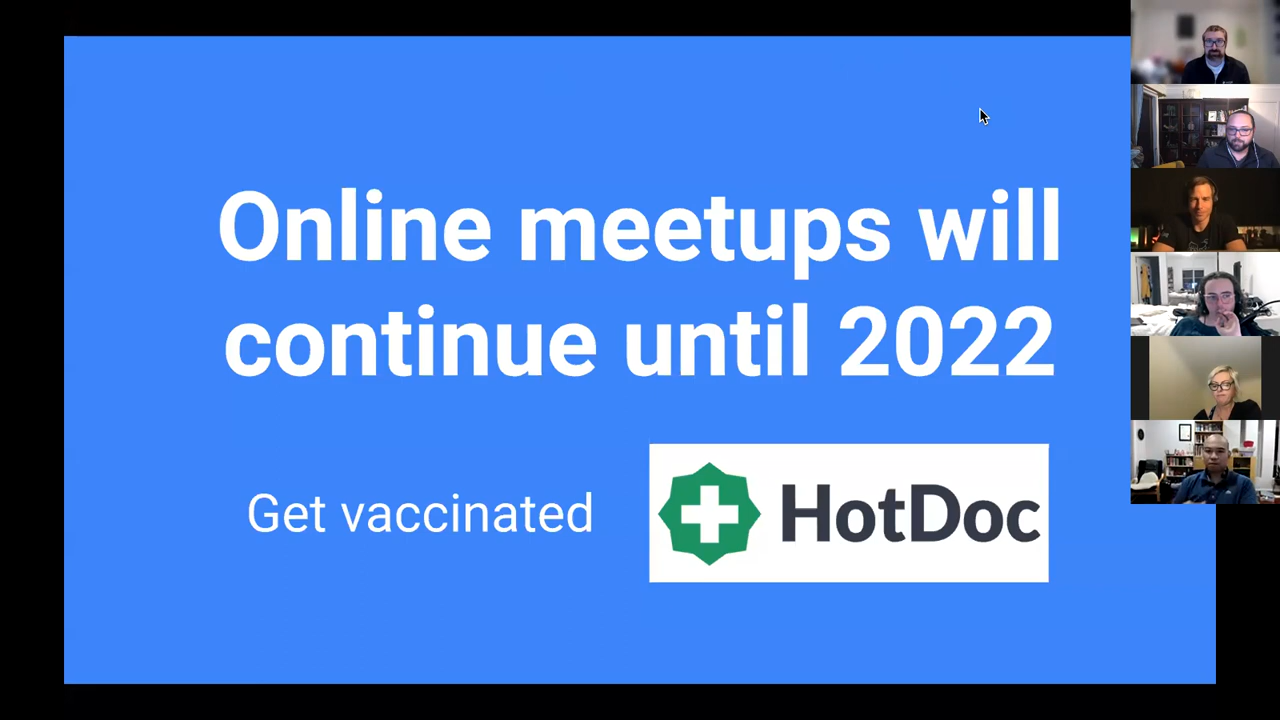 Online meetups will
continue until 2022
Get vaccinated
HotDoc